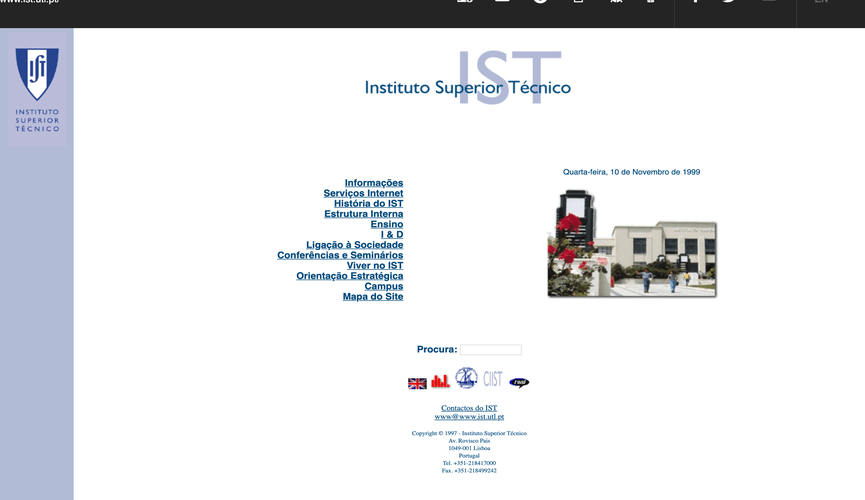 www.ist.utl.pt/
EN
INSTITUTO
SUPERIOR
TÉCNICO
IST
Instituto Superior Técnico
Quarta-feira, 10 de Novembro de 1999
Informações
Serviços Internet
História do IST
Estrutura Interna
Ensino
I & D
Ligação à Sociedade
Conferências e Seminários
Viver no IST
Orientação Estratégica
Campus
Mapa do Site
Procura:
CIIST
Contactos do IST
www@www.ist.utl.pt
Copyright © 1997 - Instituto Superior Técnico
Av. Rovisco Pais
1049-001 Lisboa
Portugal
Tel. +351-218417000
Fax. +351-218499242